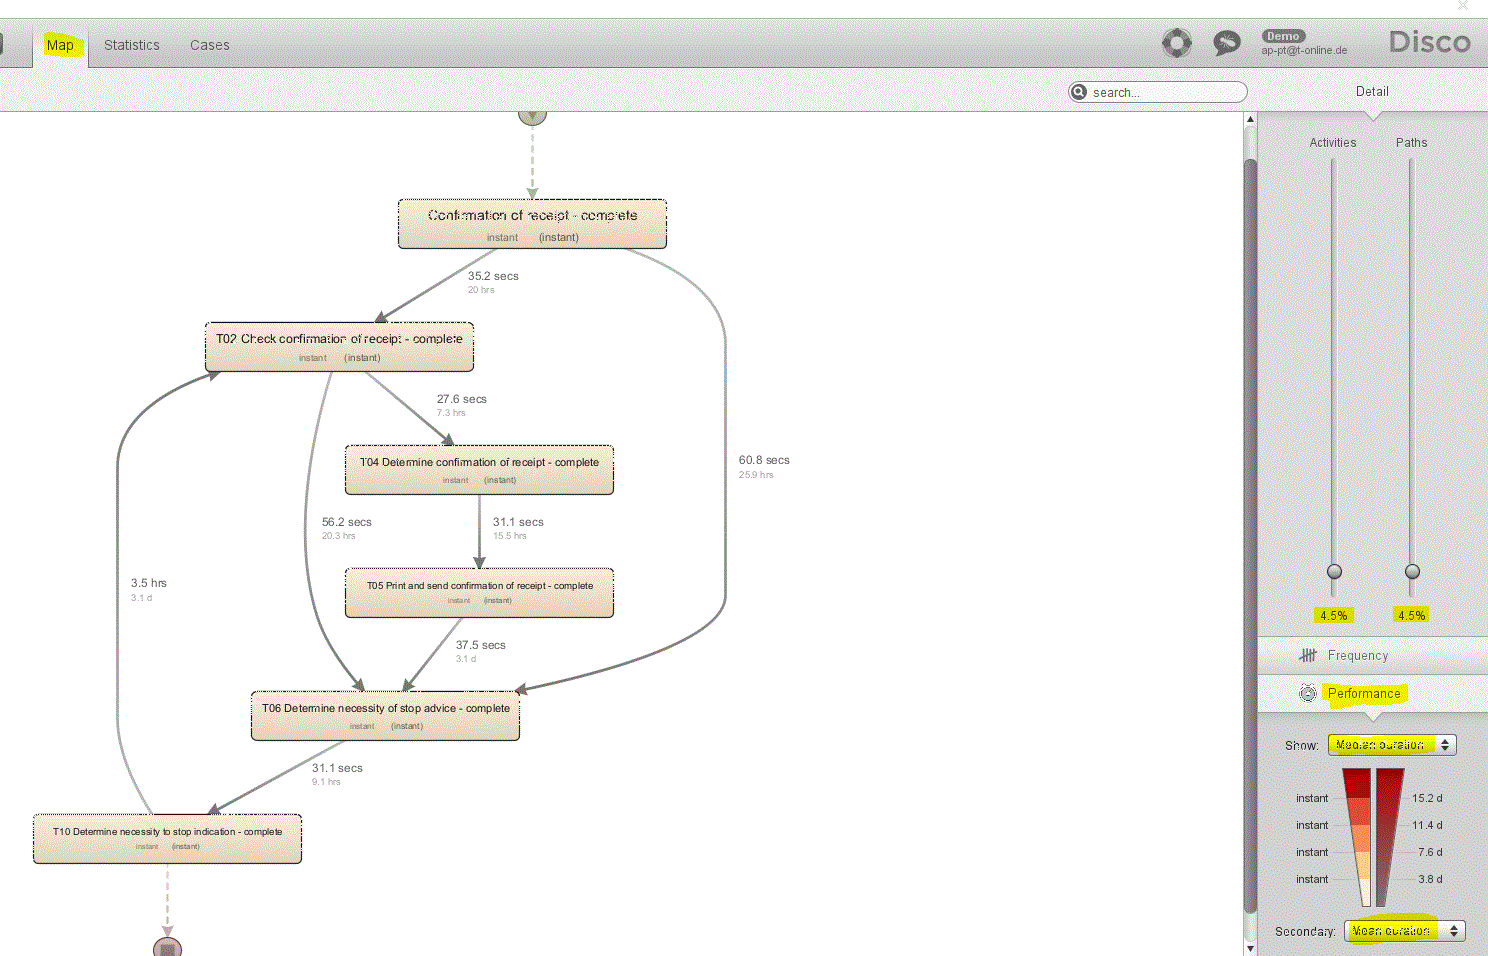 Map
Statistics
Cases
Demo
ap-pt@t-online.de
Disco
search...
Detail
Activities
Paths
Confirmation of receipt - complete
instant (instant)
35.2 secs
20 hrs
T02 Check confirmation of receipt - complete
instant (instant)
27.6 secs
7.3 hrs
T04 Determine confirmation of receipt - complete
instant (instant)
60.8 secs
25.9 hrs
56.2 secs
20.3 hrs
31.1 secs
15.5 hrs
3.5 hrs
3.1 d
T05 Print and send confirmation of receipt - complete
instant (instant)
37.5 secs
3.1 d
T06 Determine necessity of stop advice - complete
instant (instant)
31.1 secs
9.1 hrs
T10 Determine necessity to stop indication - complete
instant (instant)
4.5%
4.5%
Frequency
Performance
Show: Median duration
instant 15.2 d
instant 11.4 d
instant 7.6 d
instant 3.8 d
Secondary: Mean duration